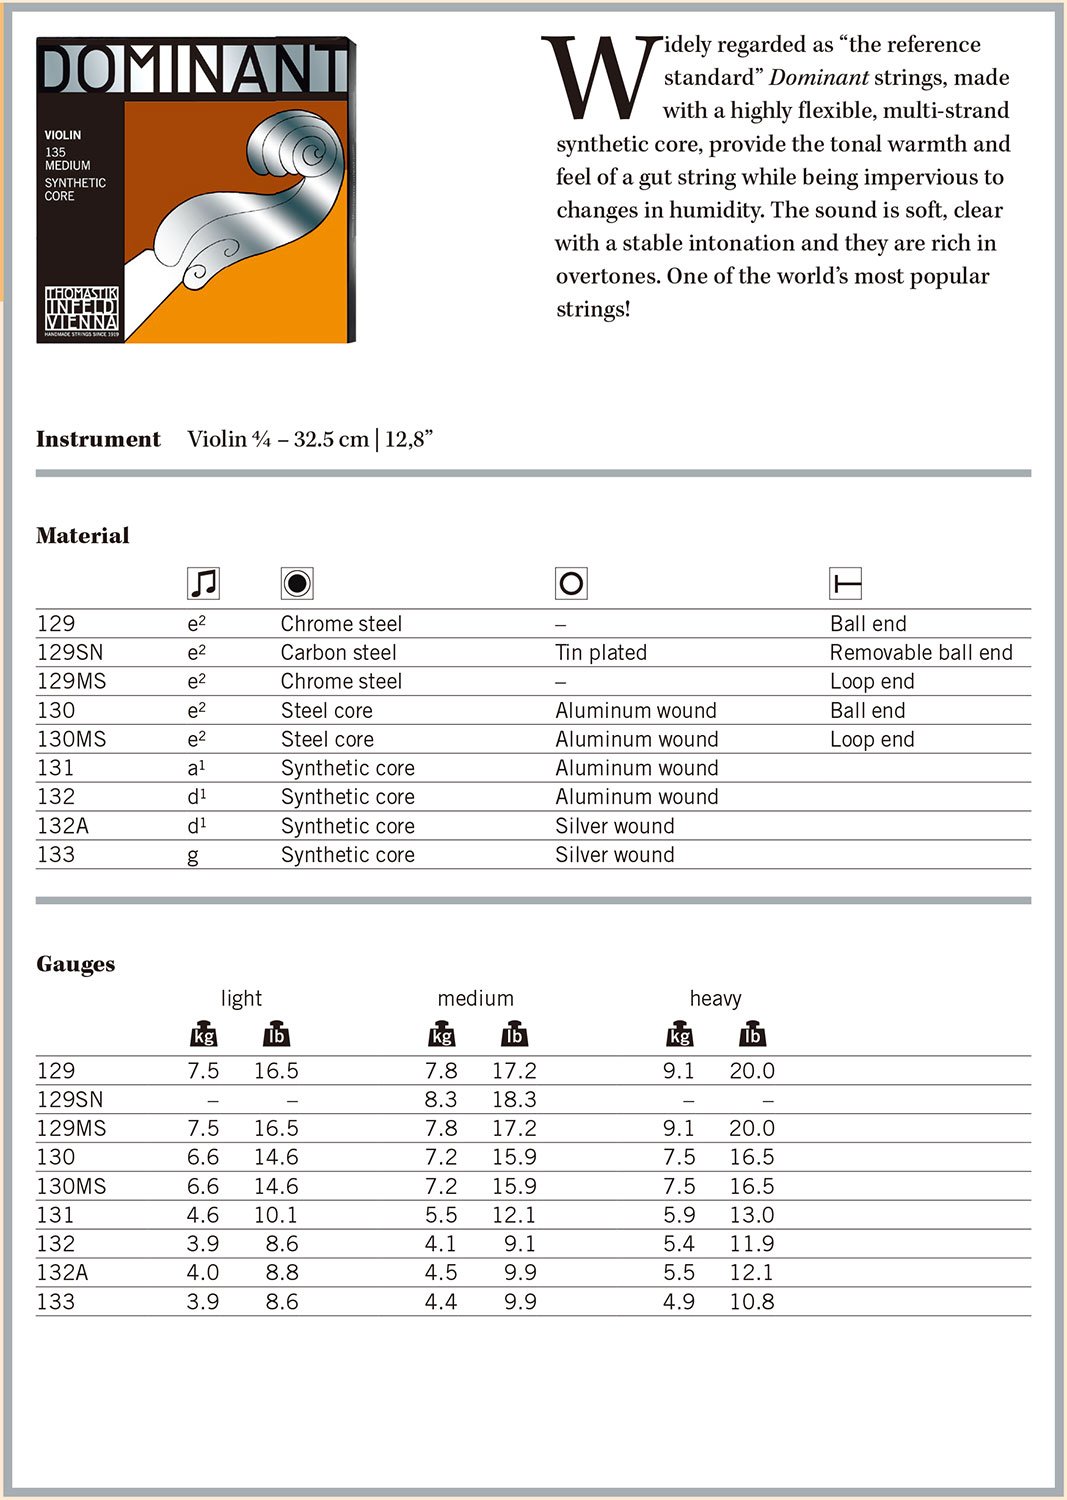 DOMINANT
VIOLIN
135
MEDIUM
SYNTHETIC
CORE
THOMASTIK
INFELD
VIENNA
HANDMADE STRINGS SINCE 1919
Widely regarded as “the reference
standard” Dominant strings, made
with a highly flexible, multi-strand
synthetic core, provide the tonal warmth and
feel of a gut string while being impervious to
changes in humidity. The sound is soft, clear
with a stable intonation and they are rich in
overtones. One of the world’s most popular
strings!
Instrument Violin 4/4 – 32.5 cm | 12,8”
Material
129 e² Chrome steel – Ball end
129SN e² Carbon steel Tin plated Removable ball end
129MS e² Chrome steel – Loop end
130 e² Steel core Aluminum wound Ball end
130MS e² Steel core Aluminum wound Loop end
131 a¹ Synthetic core Aluminum wound
132 d¹ Synthetic core Aluminum wound
132A d¹ Synthetic core Silver wound
133 g Synthetic core Silver wound
Gauges
light medium heavy
kg lb kg lb kg lb
129 7.5 16.5 7.8 17.2 9.1 20.0
129SN – – 8.3 18.3 – –
129MS 7.5 16.5 7.8 17.2 9.1 20.0
130 6.6 14.6 7.2 15.9 7.5 16.5
130MS 6.6 14.6 7.2 15.9 7.5 16.5
131 4.6 10.1 5.5 12.1 5.9 13.0
132 3.9 8.6 4.1 9.1 5.4 11.9
132A 4.0 8.8 4.5 9.9 5.5 12.1
133 3.9 8.6 4.4 9.9 4.9 10.8